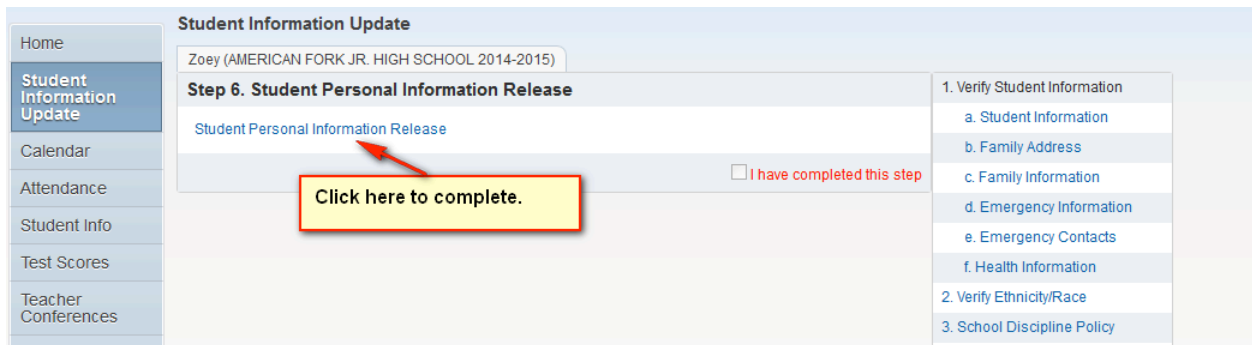 Home
Student
Information
Update
Calendar
Attendance
Student Info
Test Scores
Teacher
Conferences
Student Information Update
Zoey (AMERICAN FORK JR. HIGH SCHOOL 2014-2015)
Step 6. Student Personal Information Release
Student Personal Information Release
I have completed this step
Click here to complete.
1. Verify Student Information
a. Student Information
b. Family Address
c. Family Information
d. Emergency Information
e. Emergency Contacts
f. Health Information
2. Verify Ethnicity/Race
3. School Discipline Policy